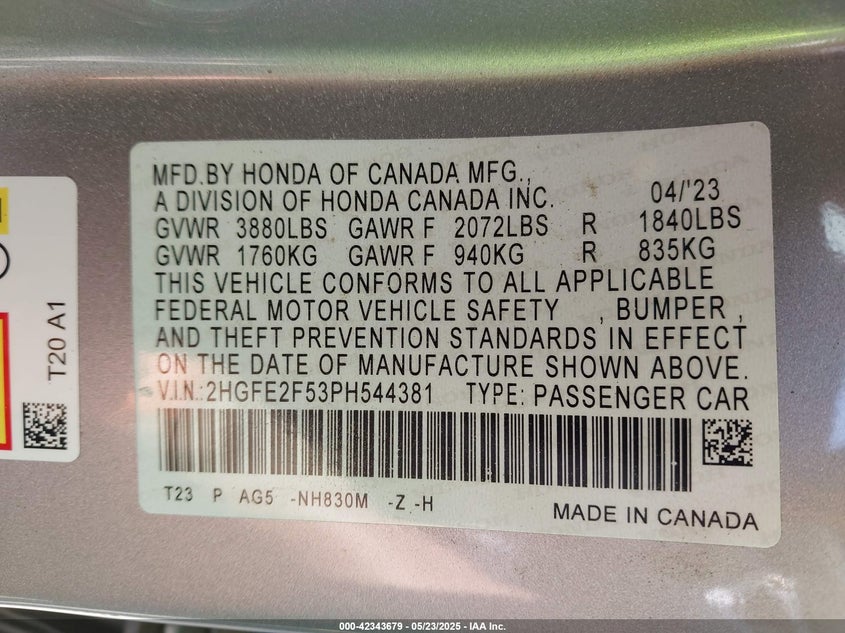 MFD.BY HONDA OF CANADA MFG.,
A DIVISION OF HONDA CANADA INC. 04/'23
GVWR 3880LBS GAWR F 2072LBS R 1840LBS
GVWR 1760KG GAWR F 940KG R 835KG
THIS VEHICLE CONFORMS TO ALL APPLICABLE
FEDERAL MOTOR VEHICLE SAFETY , BUMPER ,
AND THEFT PREVENTION STANDARDS IN EFFECT
ON THE DATE OF MANUFACTURE SHOWN ABOVE.
V.I.N.:2HGFE2F53PH544381 TYPE: PASSENGER CAR
T23 P AG5 -NH830M -Z -H
MADE IN CANADA
T20 A1
000-42343679 - 05/23/2025 - IAA Inc.